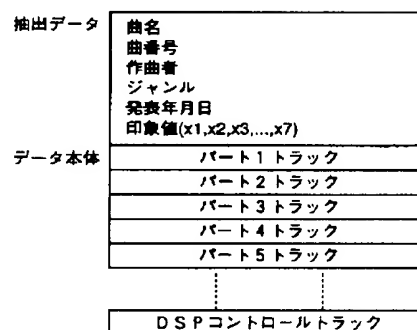 抽出データ
曲名
曲番号
作曲者
ジャンル
発表年月日
印象値(x1,x2,x3,...,x7)
データ本体
パート1トラック
パート2トラック
パート3トラック
パート4トラック
パート5トラック
DSPコントロールトラック